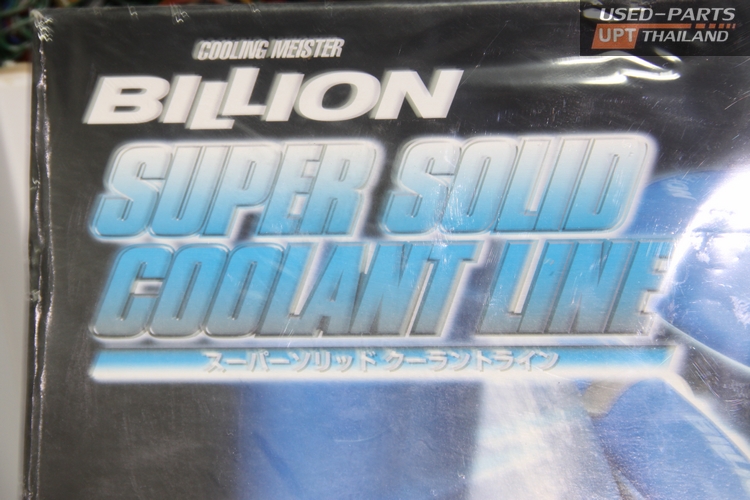 USED-PARTS
UPT THAILAND
COOLING MEISTER
BILLION
SUPER SOLID
COOLANT LINE
スーパーソリッド クーラントライン